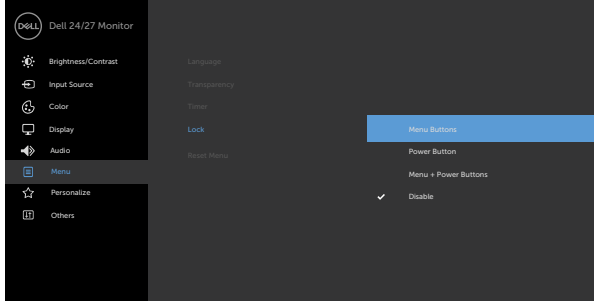 DELL Dell 24/27 Monitor
Brightness/Contrast
Input Source
Color
Display
Audio
Menu
Personalize
Others
Language
Transparency
Timer
Lock
Reset Menu
Menu Buttons
Power Button
Menu + Power Buttons
Disable